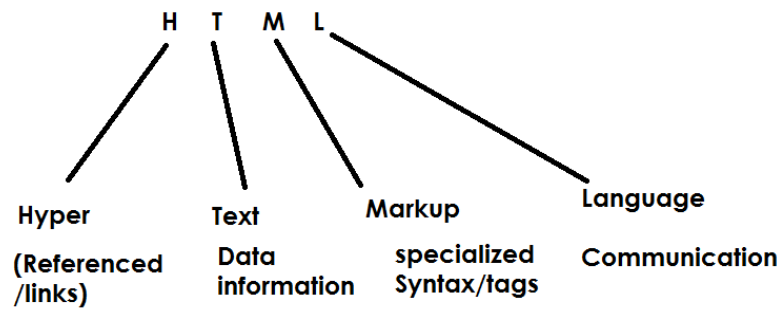 H T M L
Hyper
(Referenced
/links)
Text
Data
information
Markup
specialized
Syntax/tags
Language
Communication